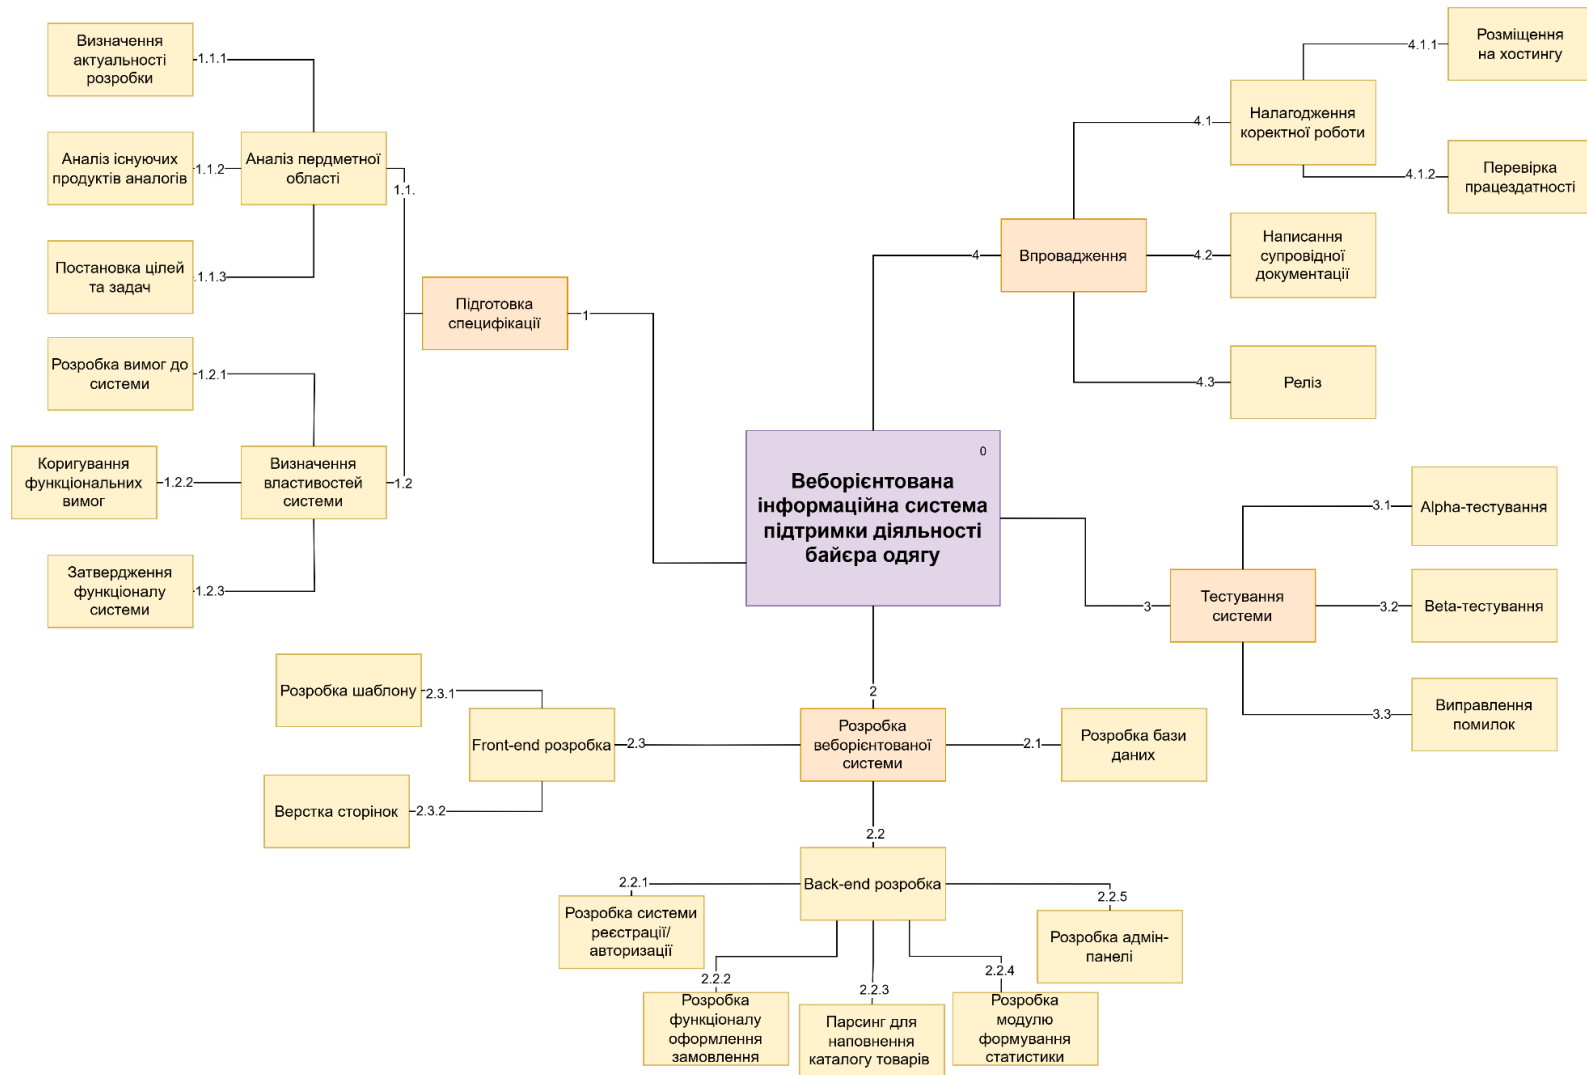 Визначення
актуальності
розробки
1.1.1
Аналіз існуючих
продуктів аналогів
1.1.2
Аналіз пердметної
області
1.1.
Постановка цілей
та задач
1.1.3
Підготовка
специфікації
1
Розробка вимог до
системи
1.2.1
Коригування
функціональних
вимог
1.2.2
Визначення
властивостей
системи
1.2
Затвердження
функціоналу
системи
1.2.3
0
Веборієнтована
інформаційна система
підтримки діяльності
байєра одягу
4
Впровадження
4.1
Налагодження
коректної роботи
4.1.1
Розміщення
на хостингу
4.1.2
Перевірка
працездатності
4.2
Написання
супровідної
документації
4.3
Реліз
3
Тестування
системи
3.1
Alpha-тестування
3.2
Beta-тестування
3.3
Виправлення
помилок
2
Розробка
веборієнтованої
системи
2.1
Розробка бази
даних
2.3
Front-end розробка
2.3.1
Розробка шаблону
2.3.2
Верстка сторінок
2.2
Back-end розробка
2.2.1
Розробка системи
реєстрації/
авторизації
2.2.2
Розробка
функціоналу
оформлення
замовлення
2.2.3
Парсинг для
наповнення
каталогу товарів
2.2.4
Розробка
модулю
формування
статистики
2.2.5
Розробка адмін-
панелі